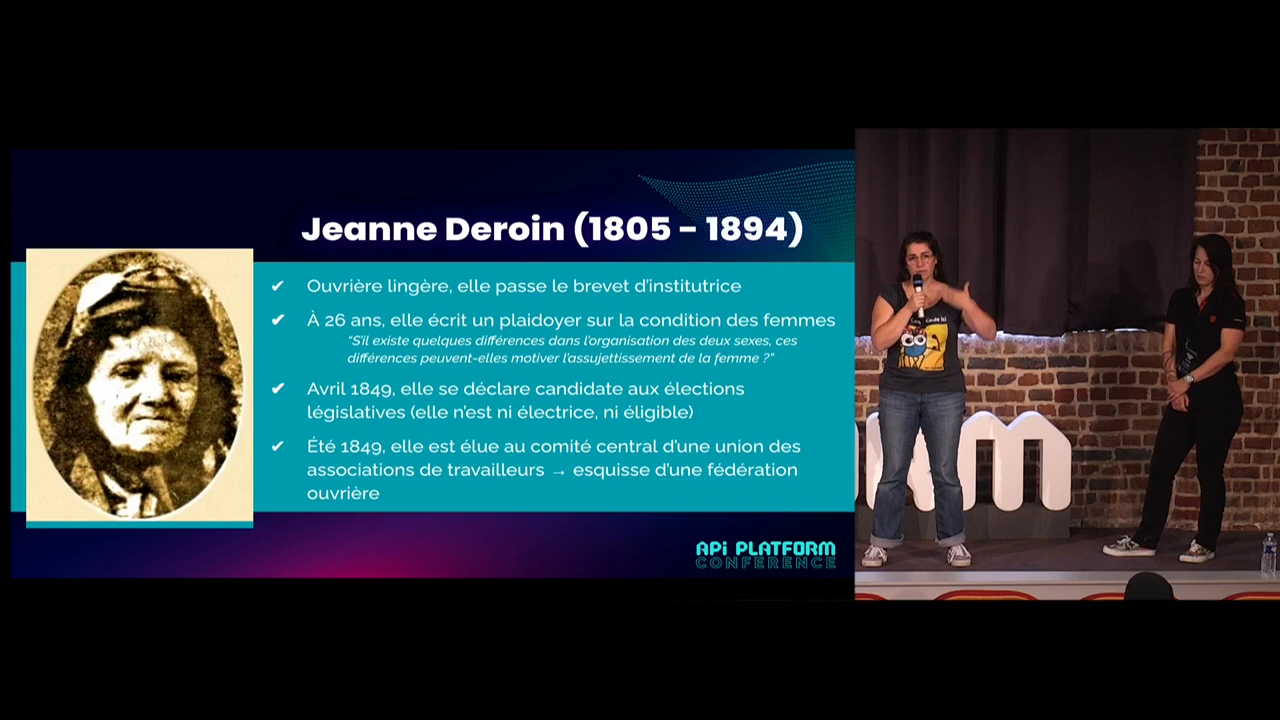 Jeanne Deroin (1805 - 1894)
✔ Ouvrière lingère, elle passe le brevet d'institutrice
✔ À 26 ans, elle écrit un plaidoyer sur la condition des femmes
"S'il existe quelques différences dans l'organisation des deux sexes, ces
différences peuvent-elles motiver l'assujettissement de la femme ?"
✔ Avril 1849, elle se déclare candidate aux élections
législatives (elle n'est ni électrice, ni éligible)
✔ Été 1849, elle est élue au comité central d'une union des
associations de travailleurs → esquisse d'une fédération
ouvrière
APi PLATFORM
CONFERENCE